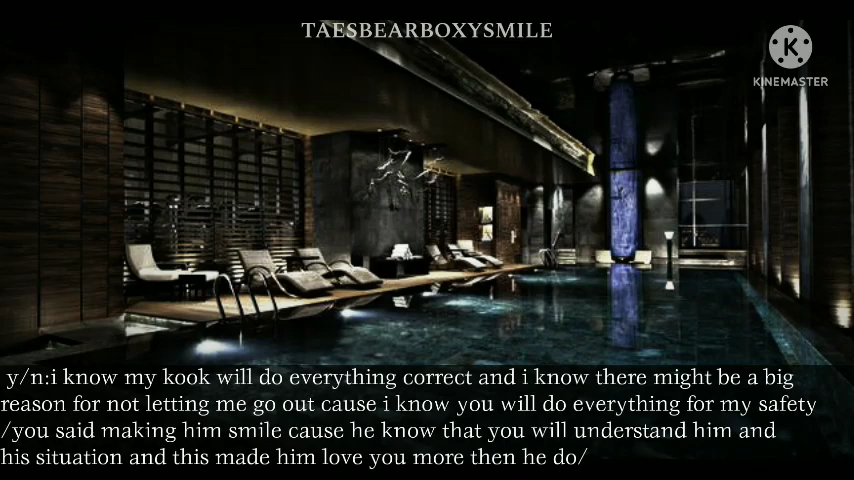 TAESBEARBOXYSMILE
K
KINEMASTER
y/n:i know my kook will do everything correct and i know there might be a big
reason for not letting me go out cause i know you will do everything for my safety
/you said making him smile cause he know that you will understand him and
his situation and this made him love you more then he do/